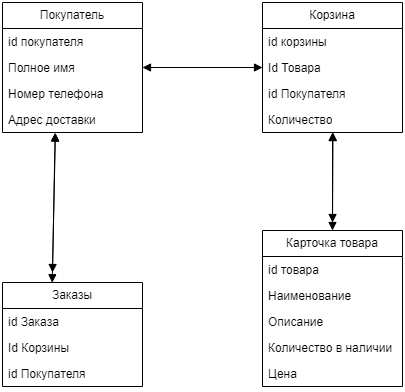 Покупатель
id покупателя
Полное имя
Номер телефона
Адрес доставки
Корзина
id корзины
Id Товара
id Покупателя
Количество
Заказы
id Заказа
Id Корзины
id Покупателя
Карточка товара
id товара
Наименование
Описание
Количество в наличии
Цена